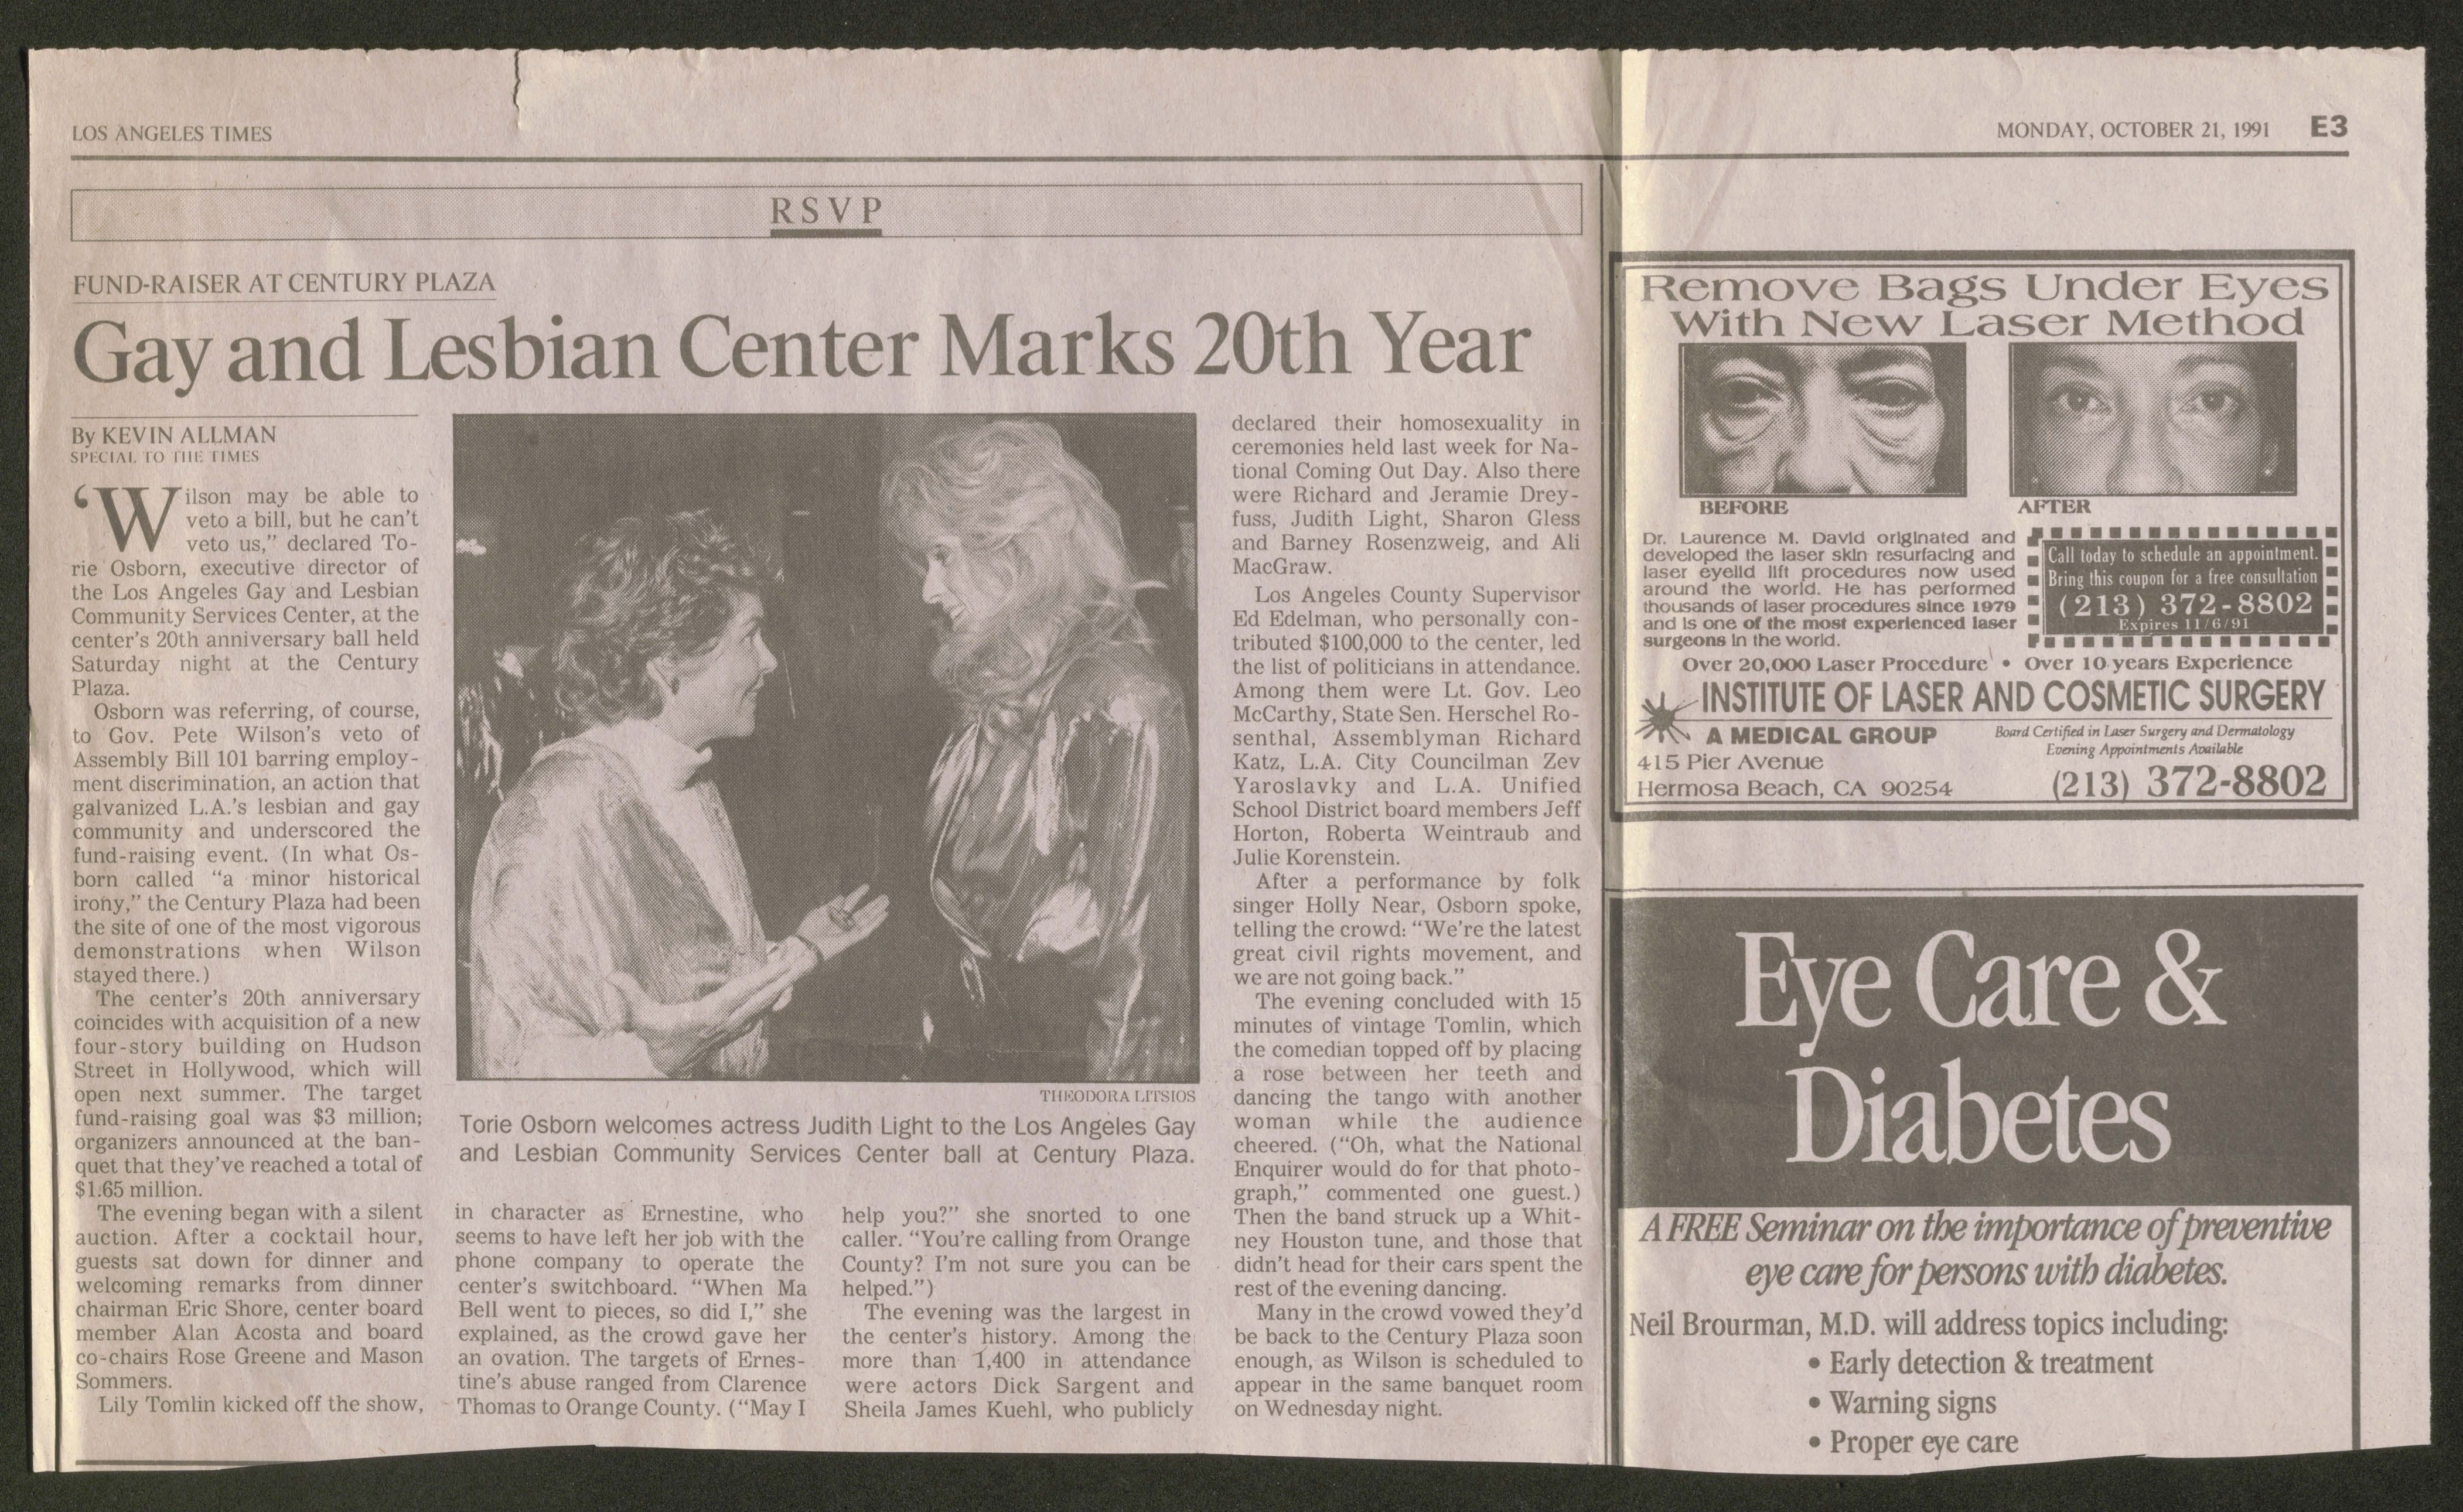 LOS ANGELES TIMES
MONDAY, OCTOBER 21, 1991 E3
RSVP
FUND-RAISER AT CENTURY PLAZA
Gay and Lesbian Center Marks 20th Year
By KEVIN ALLMAN
SPECIAL TO THE TIMES
‘Wilson may be able to
veto a bill, but he can't
veto us,” declared To-
rie Osborn, executive director of
the Los Angeles Gay and Lesbian
Community Services Center, at the
center's 20th anniversary ball held
Saturday night at the Century
Plaza.
Osborn was referring, of course,
to Gov. Pete Wilson's veto of
Assembly Bill 101 barring employ-
ment discrimination, an action that
galvanized L.A.'s lesbian and gay
community and underscored the
fund-raising event. (In what Os-
born called “a minor historical
irony,” the Century Plaza had been
the site of one of the most vigorous
demonstrations when Wilson
stayed there.)
The center's 20th anniversary
coincides with acquisition of a new
four-story building on Hudson
Street in Hollywood, which will
open next summer. The target
fund-raising goal was $3 million;
organizers announced at the ban-
quet that they've reached a total of
$1.65 million.
The evening began with a silent
auction. After a cocktail hour,
guests sat down for dinner and
welcoming remarks from dinner
chairman Eric Shore, center board
member Alan Acosta and board
co-chairs Rose Greene and Mason
Sommers.
Lily Tomlin kicked off the show,
THEODORA LITSIOS
Torie Osborn welcomes actress Judith Light to the Los Angeles Gay
and Lesbian Community Services Center ball at Century Plaza.
in character as Ernestine, who
seems to have left her job with the
phone company to operate the
center's switchboard. “When Ma
Bell went to pieces, so did I,” she
explained, as the crowd gave her
an ovation. The targets of Ernes-
tine's abuse ranged from Clarence
Thomas to Orange County. (“May I
help you?” she snorted to one
caller. “You're calling from Orange
County? I'm not sure you can be
helped.”)
The evening was the largest in
the center's history. Among the
more than 1,400 in attendance
were actors Dick Sargent and
Sheila James Kuehl, who publicly
declared their homosexuality in
ceremonies held last week for Na-
tional Coming Out Day. Also there
were Richard and Jeramie Drey-
fuss, Judith Light, Sharon Gless
and Barney Rosenzweig, and Ali
MacGraw.
Los Angeles County Supervisor
Ed Edelman, who personally con-
tributed $100,000 to the center, led
the list of politicians in attendance.
Among them were Lt. Gov. Leo
McCarthy, State Sen. Herschel Ro-
senthal, Assemblyman Richard
Katz, L.A. City Councilman Zev
Yaroslavky and L.A. Unified
School District board members Jeff
Horton, Roberta Weintraub and
Julie Korenstein.
After a performance by folk
singer Holly Near, Osborn spoke,
telling the crowd: “We're the latest
great civil rights movement, and
we are not going back.”
The evening concluded with 15
minutes of vintage Tomlin, which
the comedian topped off by placing
a rose between her teeth and
dancing the tango with another
woman while the audience
cheered. (“Oh, what the National
Enquirer would do for that photo-
graph,” commented one guest.)
Then the band struck up a Whit-
ney Houston tune, and those that
didn't head for their cars spent the
rest of the evening dancing.
Many in the crowd vowed they'd
be back to the Century Plaza soon
enough, as Wilson is scheduled to
appear in the same banquet room
on Wednesday night.
Remove Bags Under Eyes
With New Laser Method
BEFORE
AFTER
Dr. Laurence M. David originated and
developed the laser skin resurfacing and
laser eyelid lift procedures now used
around the world. He has performed
thousands of laser procedures since 1979
and is one of the most experienced laser
surgeons in the world.
Call today to schedule an appointment.
Bring this coupon for a free consultation
(213) 372-8802
Expires 11/6/91
Over 20,000 Laser Procedure • Over 10 years Experience
INSTITUTE OF LASER AND COSMETIC SURGERY
A MEDICAL GROUP
Board Certified in Laser Surgery and Dermatology
Evening Appointments Available
415 Pier Avenue
Hermosa Beach, CA 90254
(213) 372-8802
Eye Care &
Diabetes
A FREE Seminar on the importance of preventive
eye care for persons with diabetes.
Neil Brourman, M.D. will address topics including:
• Early detection & treatment
• Warning signs
• Proper eye care